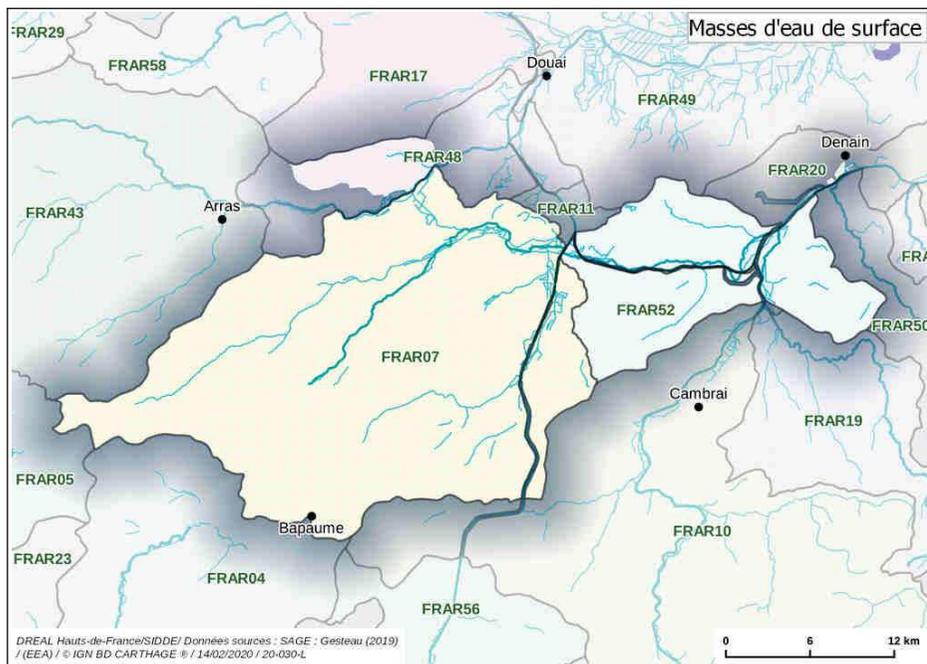 Masses d'eau de surface
FRAR29
FRAR58
FRAR17
Douai
FRAR49
Denain
FRAR48
FRAR20
FRAR43
Arras
FRAR11
FRA
FRAR52
FRAR50
FRAR07
Cambrai
FRAR19
FRAR05
Bapaume
FRAR10
FRAR23
FRAR04
FRAR56
DREAL Hauts-de-France/SIDDE/ Données sources : SAGE : Gesteau (2019)
/ (EEA) / © IGN BD CARTHAGE ® / 14/02/2020 / 20-030-L
0 6 12 km